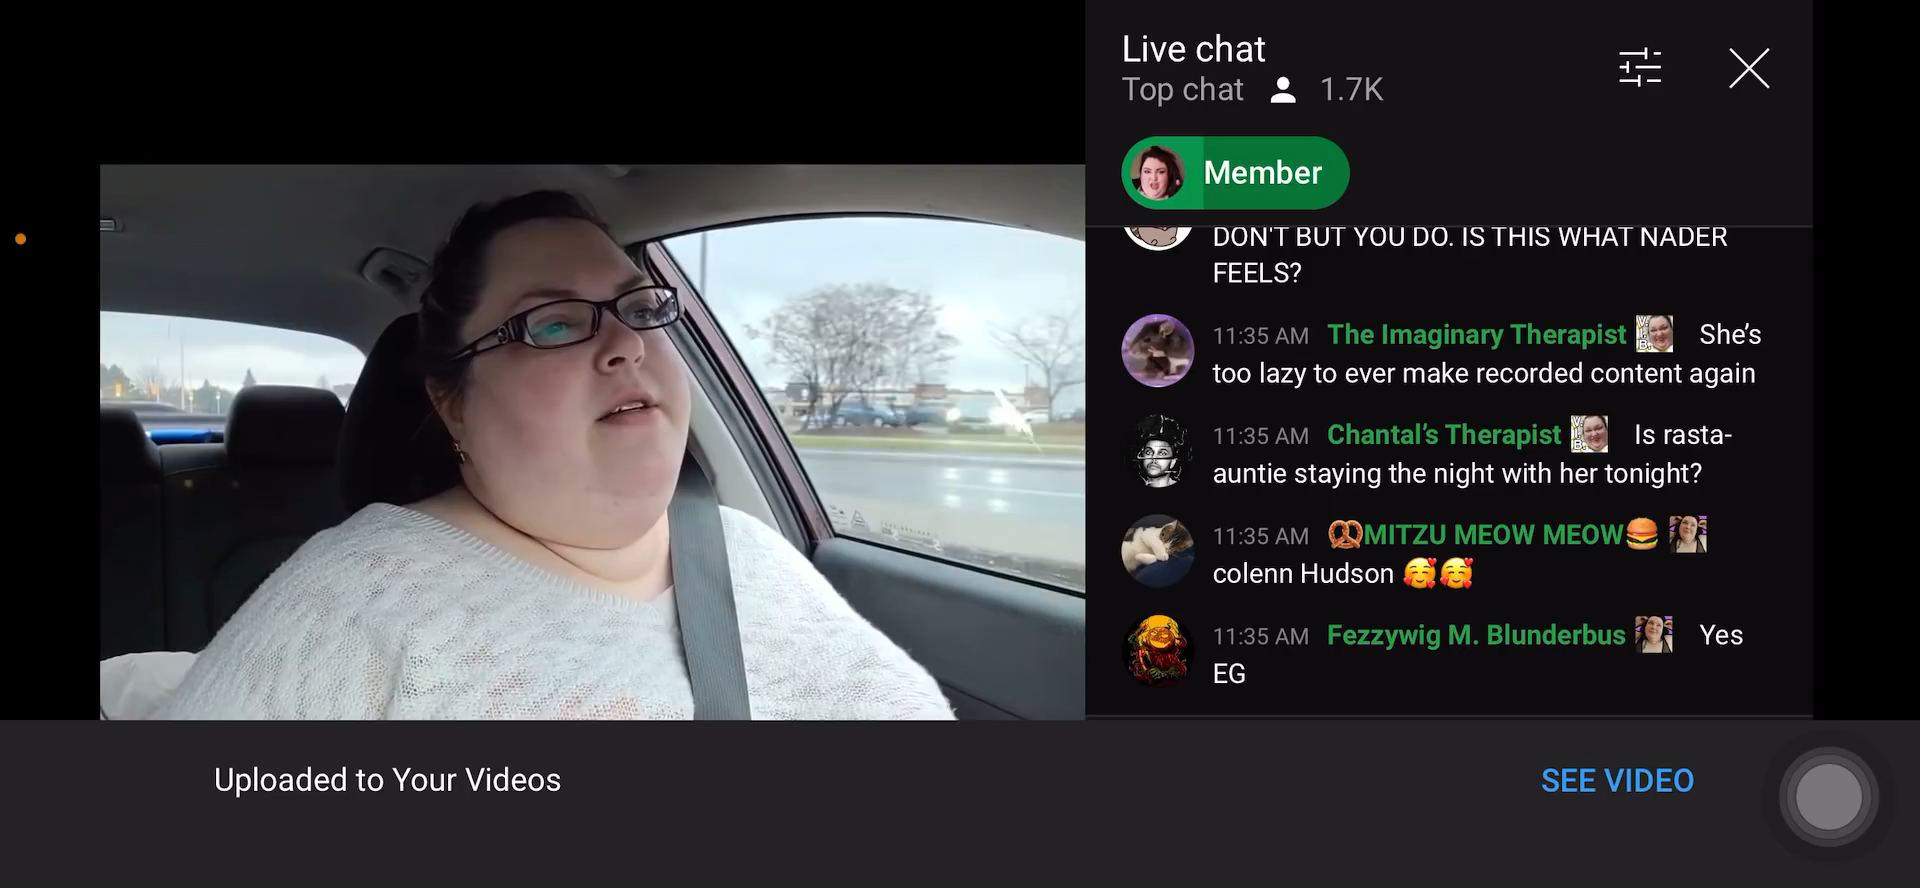 Live chat
Top chat 1.7K
Member
DON'T BUT YOU DO. IS THIS WHAT NADER
FEELS?
11:35 AM The Imaginary Therapist She’s
too lazy to ever make recorded content again
11:35 AM Chantal’s Therapist Is rasta-
auntie staying the night with her tonight?
11:35 AM 🥨MITZU MEOW MEOW🍔
colenn Hudson 🥰🥰
11:35 AM Fezzywig M. Blunderbus Yes
EG
Uploaded to Your Videos
SEE VIDEO